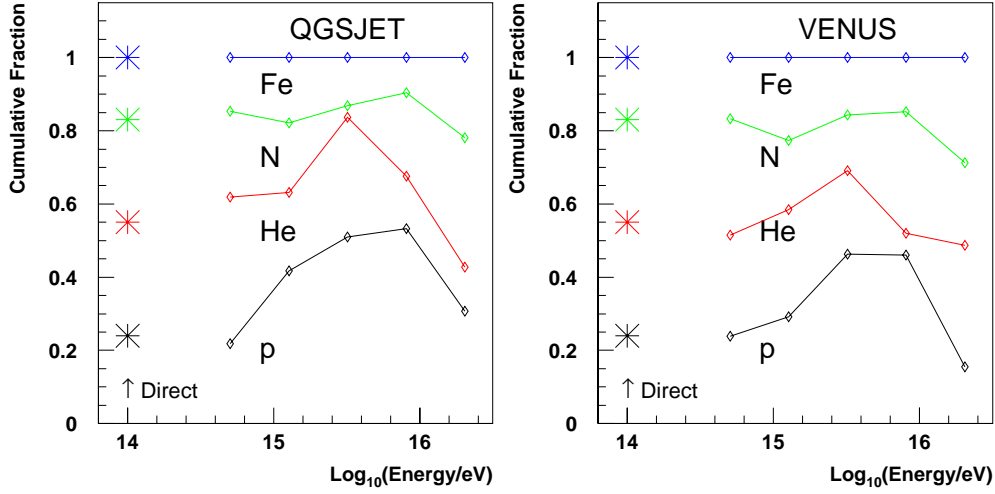 QGSJET
Cumulative Fraction
1
0.8
0.6
0.4
0.2
0
Fe
N
He
p
↑ Direct
14
15
16
Log10(Energy/eV)
VENUS
Cumulative Fraction
1
0.8
0.6
0.4
0.2
0
Fe
N
He
p
↑ Direct
14
15
16
Log10(Energy/eV)